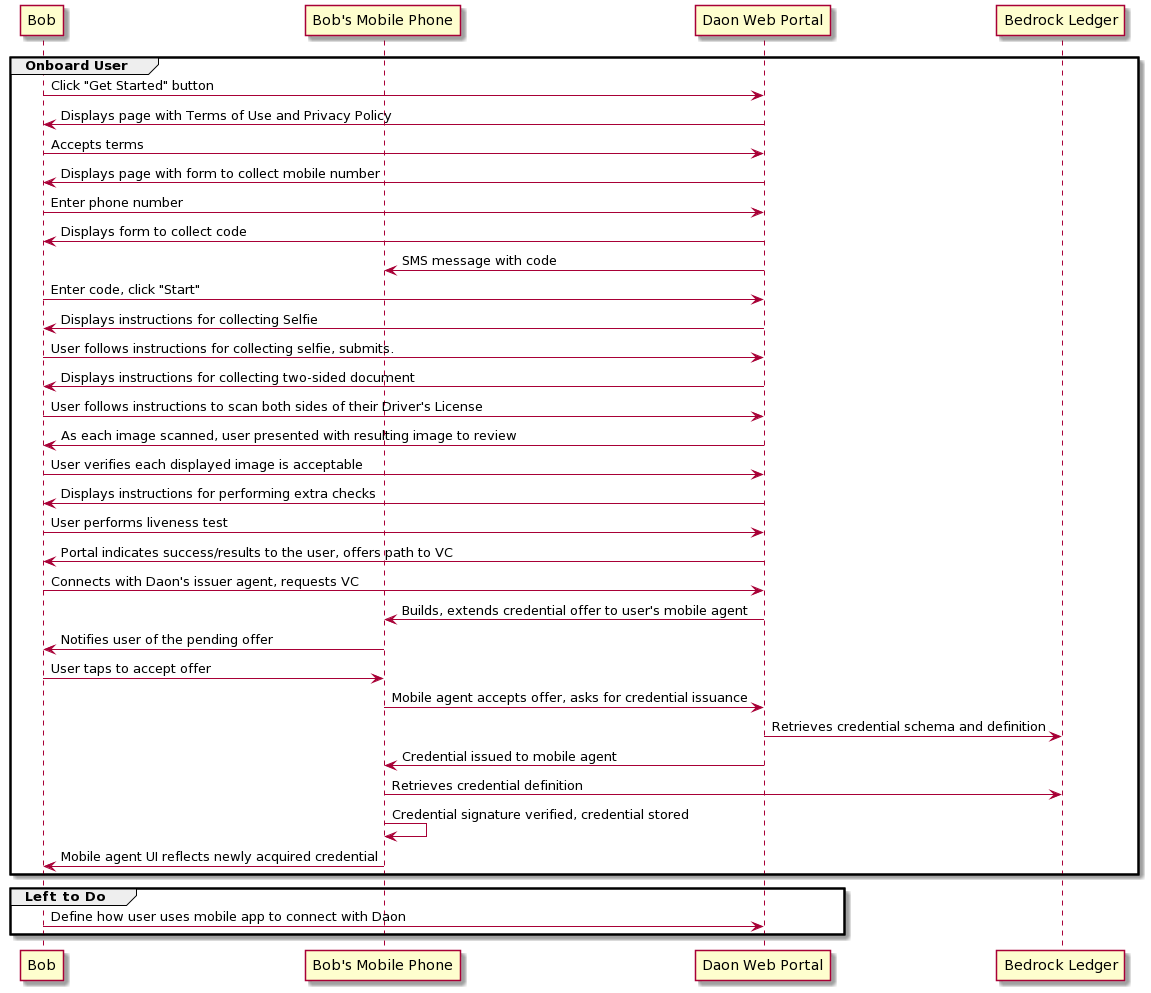 Bob
Bob's Mobile Phone
Daon Web Portal
Bedrock Ledger
Onboard User
Click "Get Started" button
Displays page with Terms of Use and Privacy Policy
Accepts terms
Displays page with form to collect mobile number
Enter phone number
Displays form to collect code
SMS message with code
Enter code, click "Start"
Displays instructions for collecting Selfie
User follows instructions for collecting selfie, submits.
Displays instructions for collecting two-sided document
User follows instructions to scan both sides of their Driver's License
As each image scanned, user presented with resulting image to review
User verifies each displayed image is acceptable
Displays instructions for performing extra checks
User performs liveness test
Portal indicates success/results to the user, offers path to VC
Connects with Daon's issuer agent, requests VC
Builds, extends credential offer to user's mobile agent
Notifies user of the pending offer
User taps to accept offer
Mobile agent accepts offer, asks for credential issuance
Retrieves credential schema and definition
Credential issued to mobile agent
Retrieves credential definition
Credential signature verified, credential stored
Mobile agent UI reflects newly acquired credential
Left to Do
Define how user uses mobile app to connect with Daon
Bob
Bob's Mobile Phone
Daon Web Portal
Bedrock Ledger